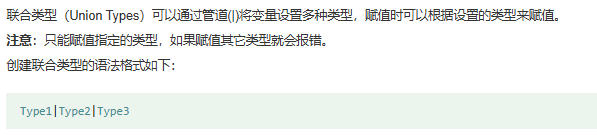 联合类型（Union Types）可以通过管道(|)将变量设置多种类型，赋值时可以根据设置的类型来赋值。
注意：只能赋值指定的类型，如果赋值其它类型就会报错。
创建联合类型的语法格式如下：
Type1|Type2|Type3